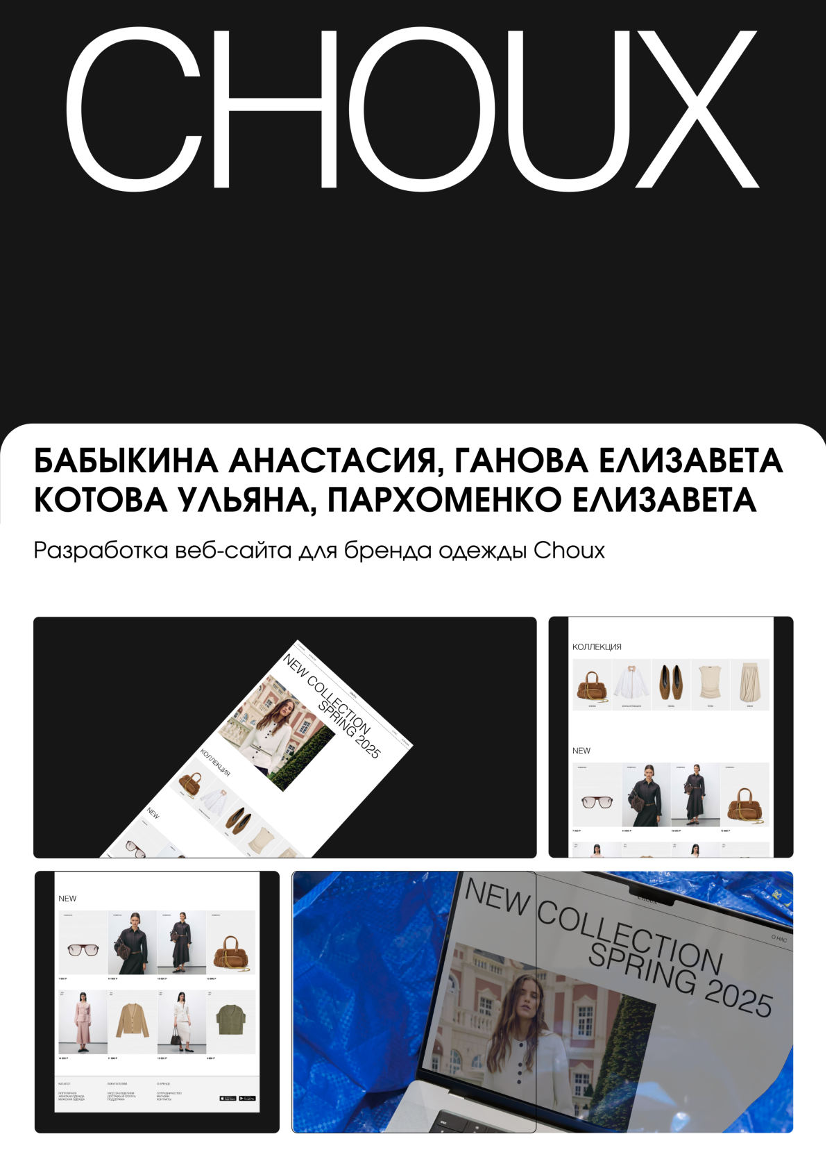 CHOUX
БАБЫКИНА АНАСТАСИЯ, ГАНОВА ЕЛИЗАВЕТА
КОТОВА УЛЬЯНА, ПАРХОМЕНКО ЕЛИЗАВЕТА
Разработка веб-сайта для бренда одежды Choux
NEW COLLECTION
SPRING 2025
КОЛЛЕКЦИЯ
NEW
КОЛЛЕКЦИЯ
NEW
NEW
NEW COLLECTION
SPRING 2025
О НАС